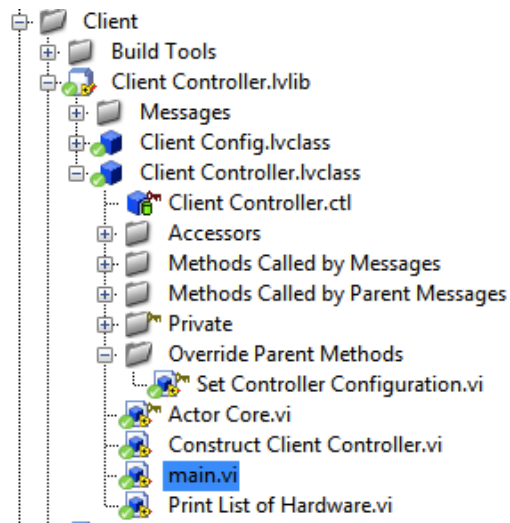 Client
Build Tools
Client Controller.lvlib
Messages
Client Config.lvclass
Client Controller.lvclass
Client Controller.ctl
Accessors
Methods Called by Messages
Methods Called by Parent Messages
Private
Override Parent Methods
Set Controller Configuration.vi
Actor Core.vi
Construct Client Controller.vi
main.vi
Print List of Hardware.vi